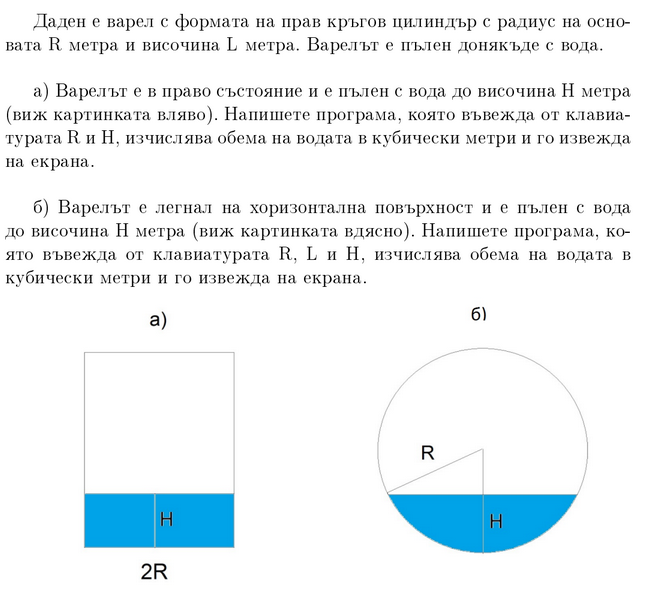 Даден е варел с формата на прав кръгов цилиндър с радиус на осно-
вата R метра и височина L метра. Варелът е пълен донякъде с вода.
а) Варелът е в право състояние и е пълен с вода до височина H метра
(виж картинката вляво). Напишете програма, която въвежда от клавиа-
турата R и H, изчислява обема на водата в кубически метри и го извежда
на екрана.
б) Варелът е легнал на хоризонтална повърхност и е пълен с вода
до височина H метра (виж картинката вдясно). Напишете програма, ко-
ято въвежда от клавиатурата R, L и H, изчислява обема на водата в
кубически метри и го извежда на екрана.
а)
б)
R
H
H
2R